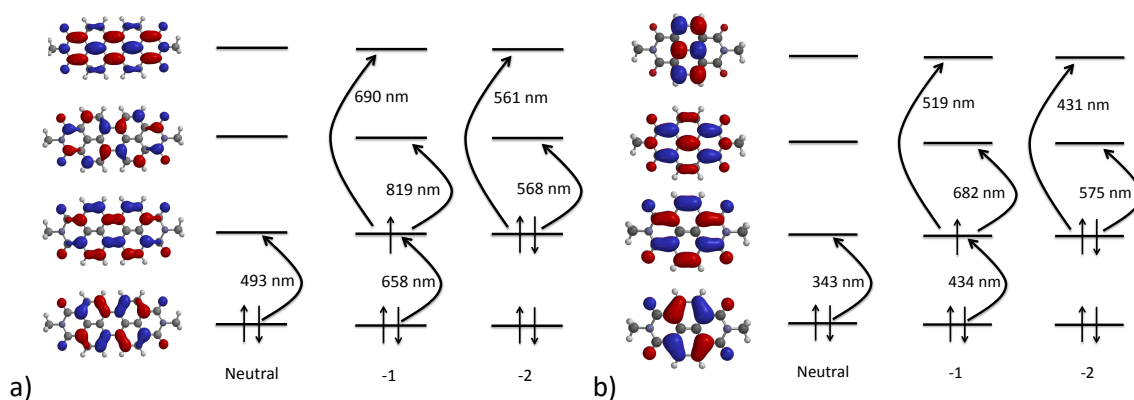 690 nm
561 nm
819 nm
568 nm
493 nm
658 nm
Neutral
-1
-2
a)
519 nm
431 nm
682 nm
575 nm
343 nm
434 nm
Neutral
-1
-2
b)